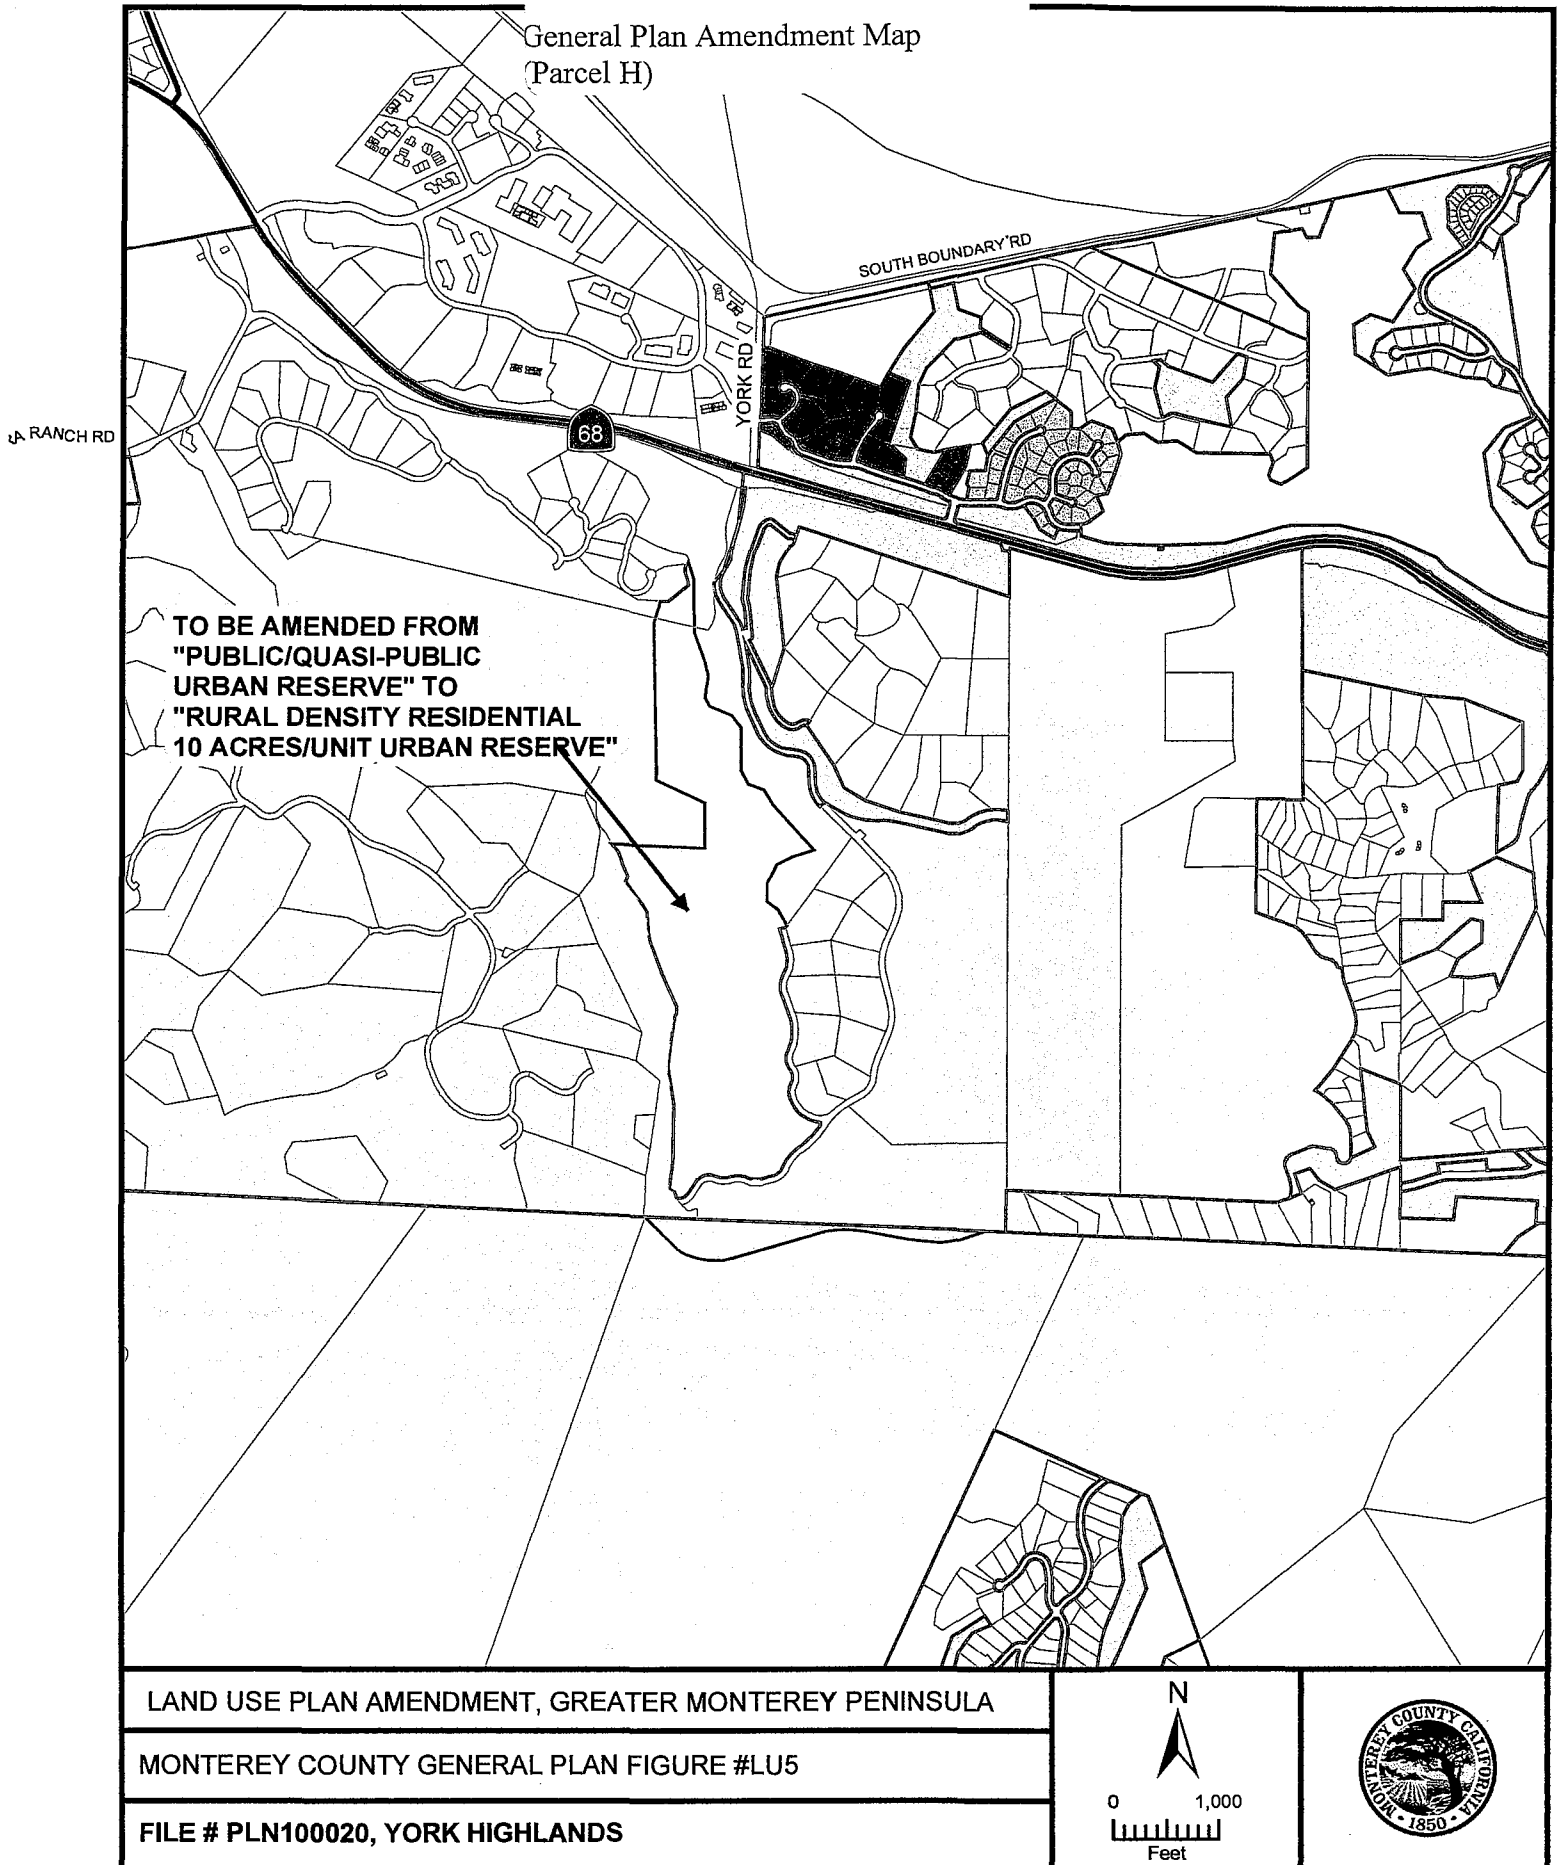 General Plan Amendment Map
(Parcel H)
SOUTH BOUNDARY RD
YORK RD
RANCH RD
68
TO BE AMENDED FROM
"PUBLIC/QUASI-PUBLIC
URBAN RESERVE" TO
"RURAL DENSITY RESIDENTIAL
10 ACRES/UNIT URBAN RESERVE"
LAND USE PLAN AMENDMENT, GREATER MONTEREY PENINSULA
MONTEREY COUNTY GENERAL PLAN FIGURE #LU5
FILE # PLN100020, YORK HIGHLANDS
N
0 1,000
Feet
MONTEREY COUNTY CALIFORNIA
• 1850 •